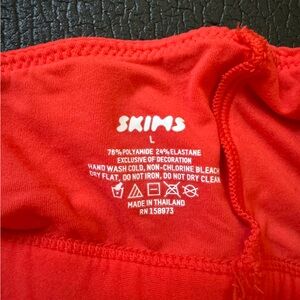 SKIMS
L
76% POLYAMIDE 24% ELASTANE
EXCLUSIVE OF DECORATION
HAND WASH COLD, NON-CHLORINE BLEACH
DRY FLAT, DO NOT IRON, DO NOT DRY CLEAN
MADE IN THAILAND
RN 158973